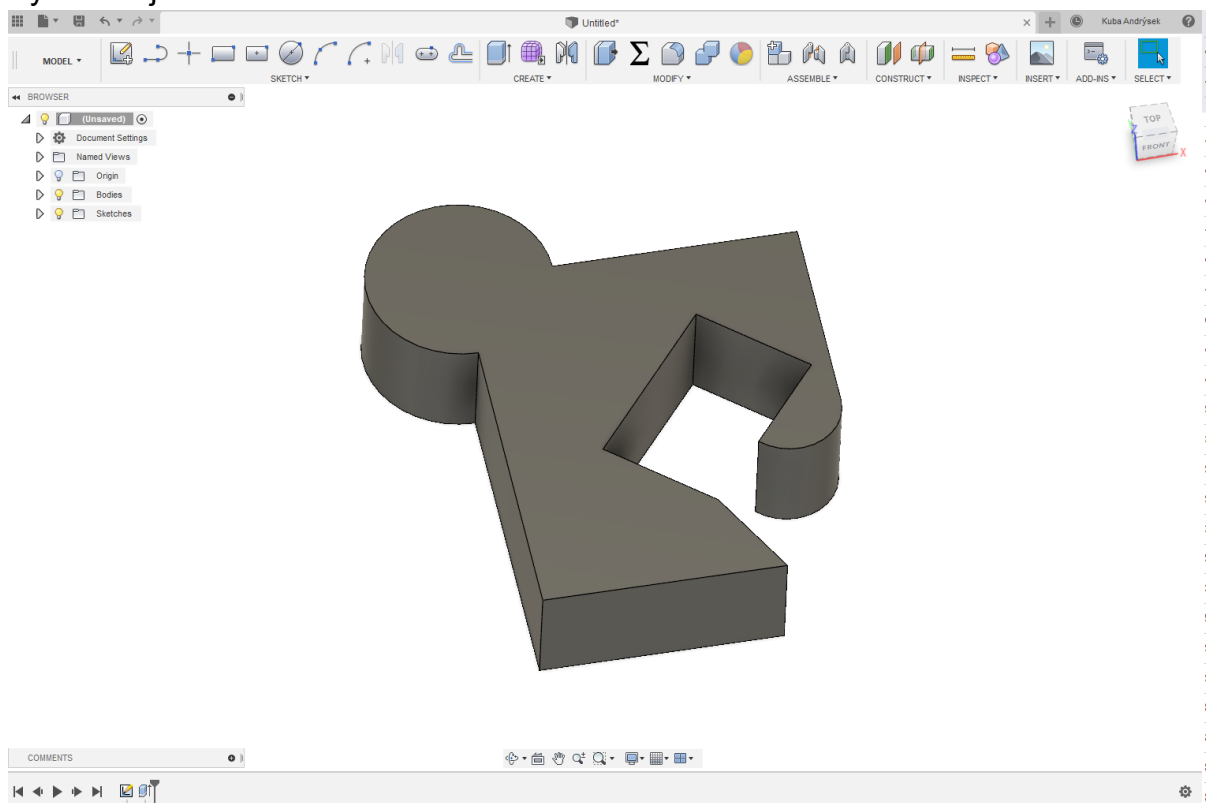 Untitled*
Kuba Andrýsek
MODEL
SKETCH
CREATE
MODIFY
ASSEMBLE
CONSTRUCT
INSPECT
INSERT
ADD-INS
SELECT
BROWSER
(Unsaved)
Document Settings
Named Views
Origin
Bodies
Sketches
TOP
FRONT
Z
X
COMMENTS